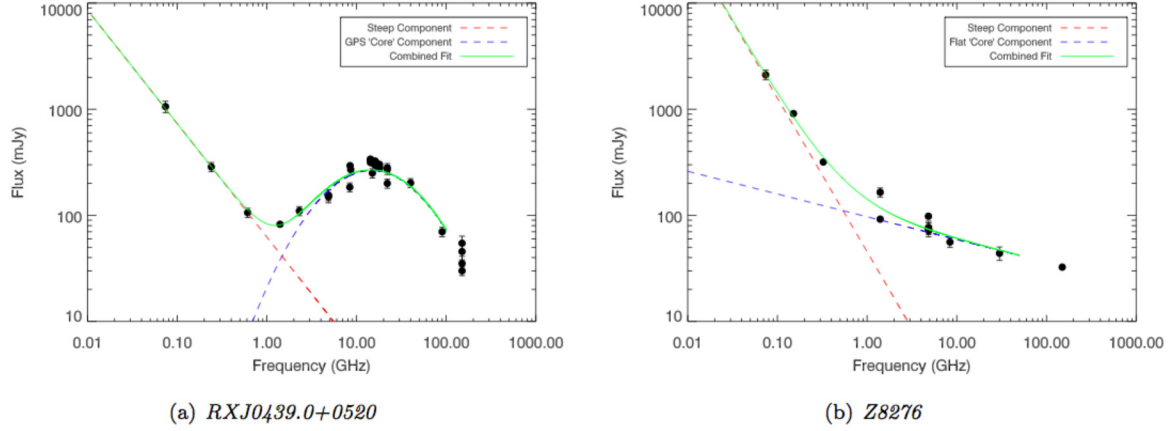 10000
1000
100
10
Flux (mJy)
Steep Component
GPS 'Core' Component
Combined Fit
0.01 0.10 1.00 10.00 100.00 1000.00
Frequency (GHz)
(a) RXJ0439.0+0520
10000
1000
100
10
Flux (mJy)
Steep Component
Flat 'Core' Component
Combined Fit
0.01 0.10 1.00 10.00 100.00 1000.00
Frequency (GHz)
(b) Z8276